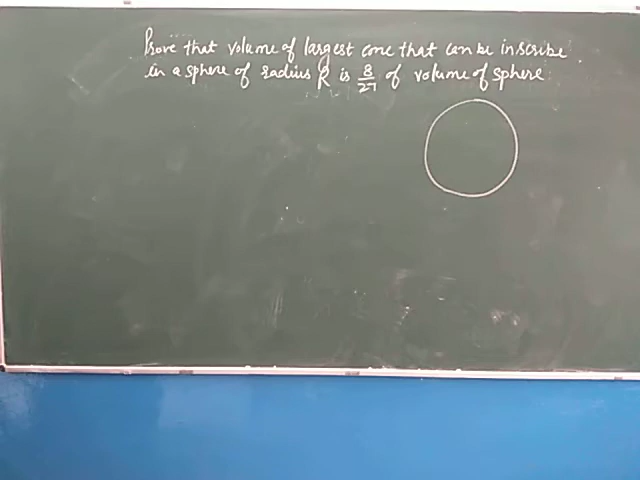 Prove that volume of largest cone that can be inscribe
in a sphere of radius R is 8/27 of volume of sphere